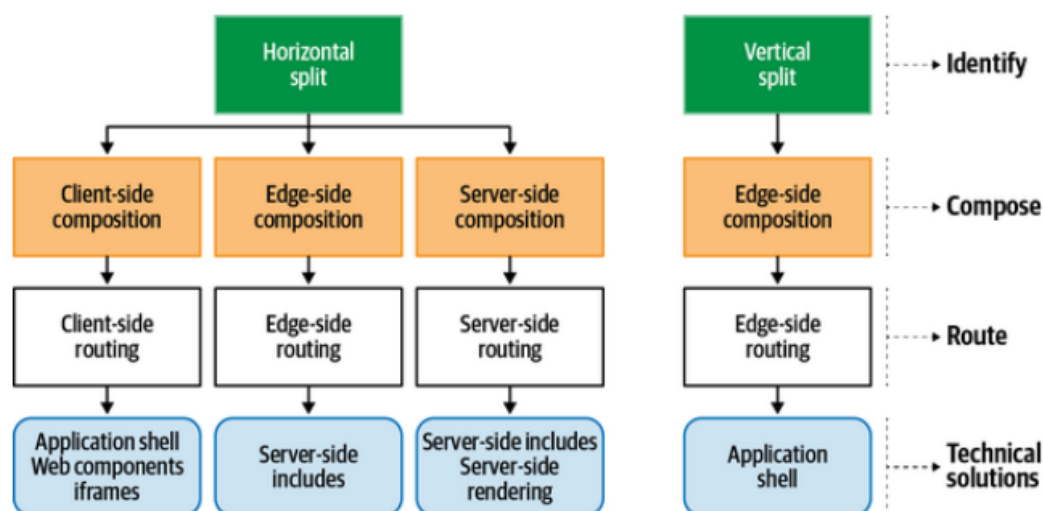 Horizontal
split
Vertical
split
Identify
Client-side
composition
Edge-side
composition
Server-side
composition
Edge-side
composition
Compose
Client-side
routing
Edge-side
routing
Server-side
routing
Edge-side
routing
Route
Application shell
Web components
iframes
Server-side
includes
Server-side includes
Server-side
rendering
Application
shell
Technical
solutions